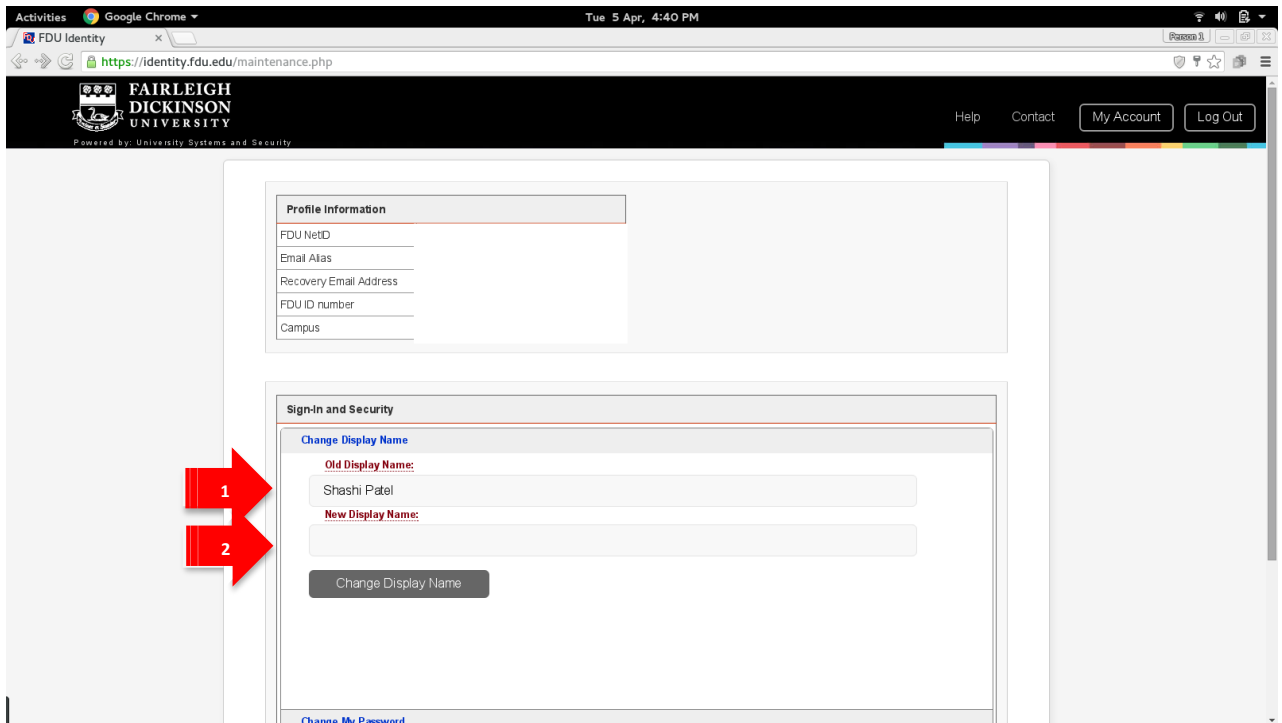 Activities Google Chrome Tue 5 Apr, 4:40 PM
FDU Identity Person 1
https://identity.fdu.edu/maintenance.php
FAIRLEIGH
DICKINSON
UNIVERSITY
Powered by: University Systems and Security
Help Contact My Account Log Out
Profile Information
FDU NetID
Email Alias
Recovery Email Address
FDU ID number
Campus
Sign-In and Security
Change Display Name
Old Display Name:
1 Shashi Patel
New Display Name:
2
Change Display Name
Change My Password